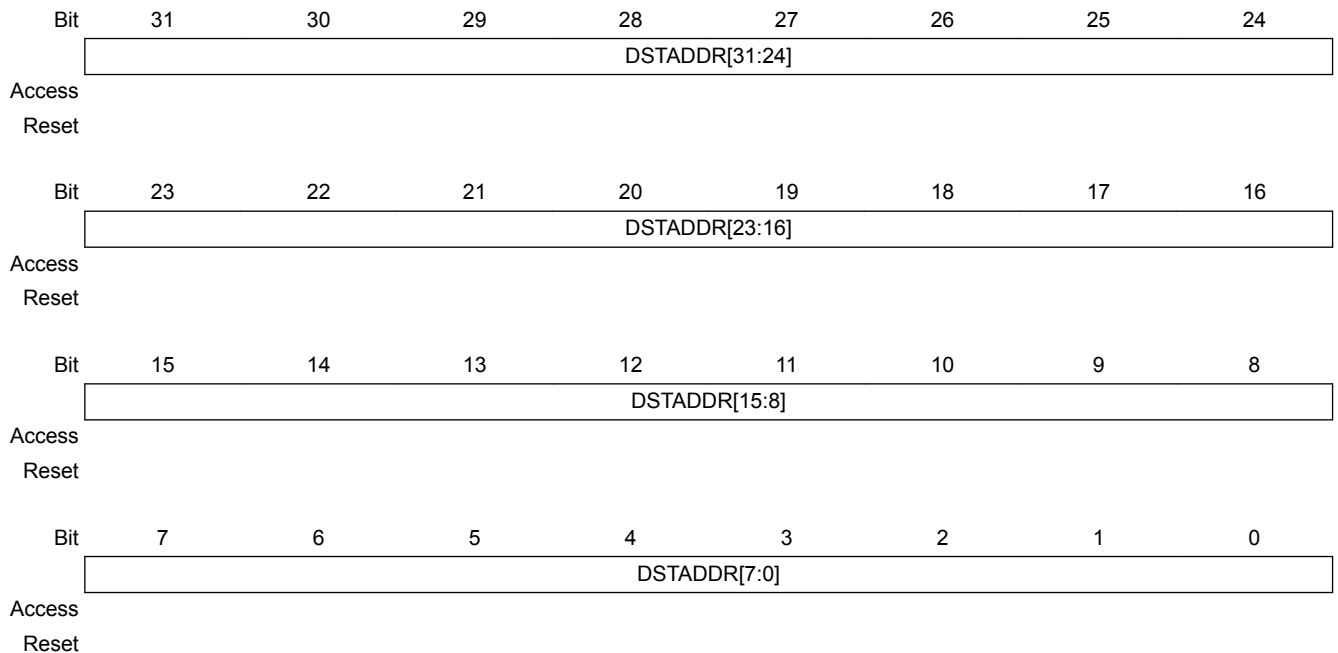 Bit 31 30 29 28 27 26 25 24
DSTADDR[31:24]
Access
Reset
Bit 23 22 21 20 19 18 17 16
DSTADDR[23:16]
Access
Reset
Bit 15 14 13 12 11 10 9 8
DSTADDR[15:8]
Access
Reset
Bit 7 6 5 4 3 2 1 0
DSTADDR[7:0]
Access
Reset